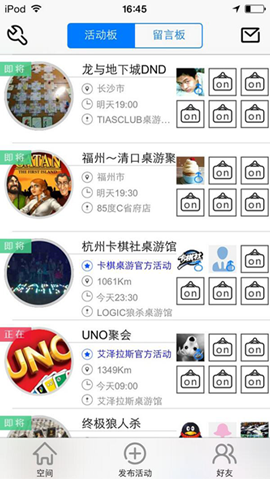 iPod 16:45
活动板 留言板
即将
龙与地下城DND
长沙市
明天19:00
TIASCLUB桌游...
on on on on on
即将
福州~清口桌游聚
福州市
明天19:30
85度C省府店
on on on on on
即将
杭州卡棋社桌游馆
卡棋桌游官方活动
1061Km
今天23:30
LOGIC狼杀桌游馆
on on on on
正在
UNO聚会
艾泽拉斯官方活动
1349Km
今天09:00
艾泽拉斯桌游馆
UNO
on on on on on
即将
终极狼人杀
on
空间 发布活动 好友